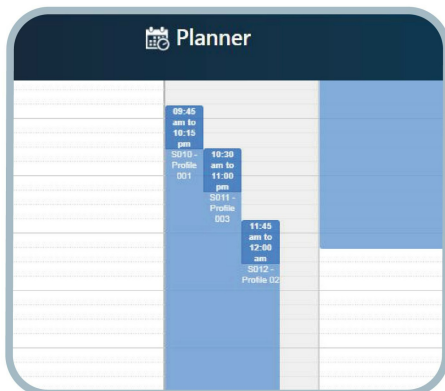 Planner
09:45
am to
10:15
pm
S010 -
Profile
001
10:30
am to
11:00
pm
S011 -
Profile
003
11:45
am to
12:00
am
S012 -
Profile 02